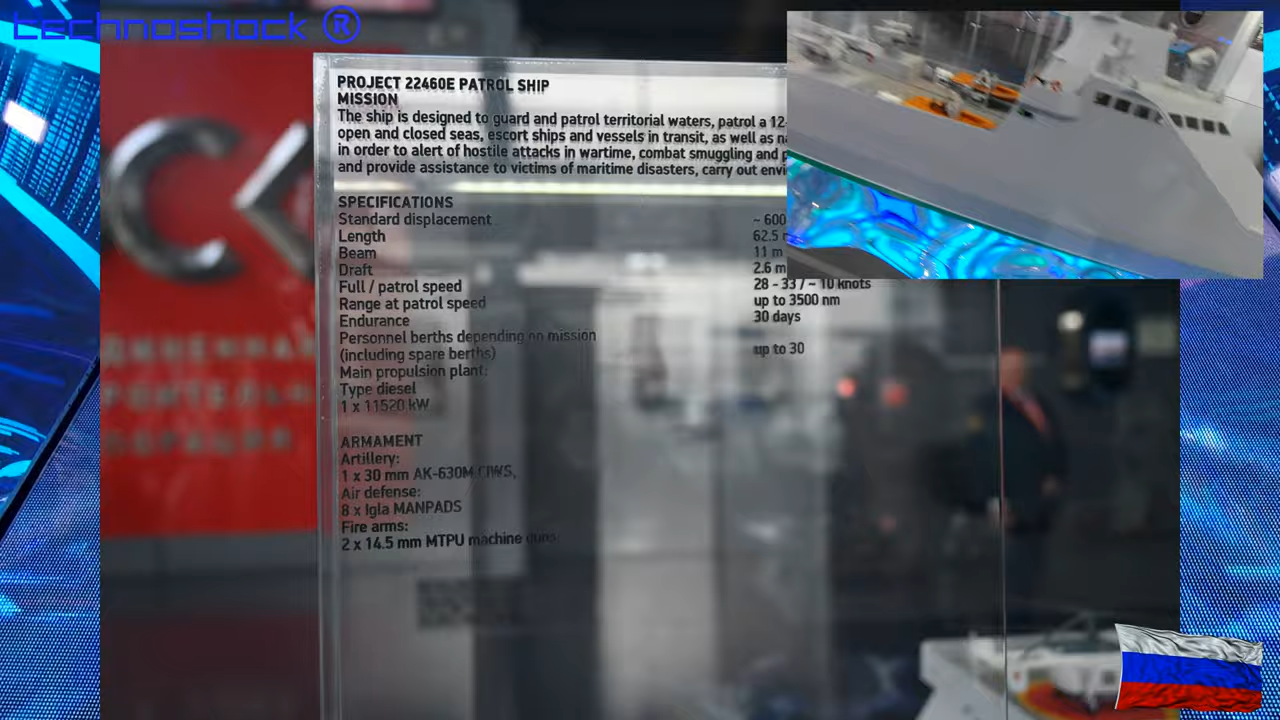 technoshock ®
PROJECT 22460E PATROL SHIP
MISSION
The ship is designed to guard and patrol territorial waters, patrol a 12-
open and closed seas, escort ships and vessels in transit, as well as
in order to alert of hostile attacks in wartime, combat smuggling and
and provide assistance to victims of maritime disasters, carry out
SPECIFICATIONS
Standard displacement ~ 600
Length 62.5
Beam 11 m
Draft 2.6 m
Full / patrol speed 28 - 33 / ~ 10 knots
Range at patrol speed up to 3500 nm
Endurance 30 days
Personnel berths depending on mission
(including spare berths) up to 30
Main propulsion plant:
Type diesel
1 x 11520 kW
ARMAMENT
Artillery:
1 x 30 mm AK-630M CIWS,
Air defense:
8 x Igla MANPADS
Fire arms:
2 x 14.5 mm MTPU machine guns